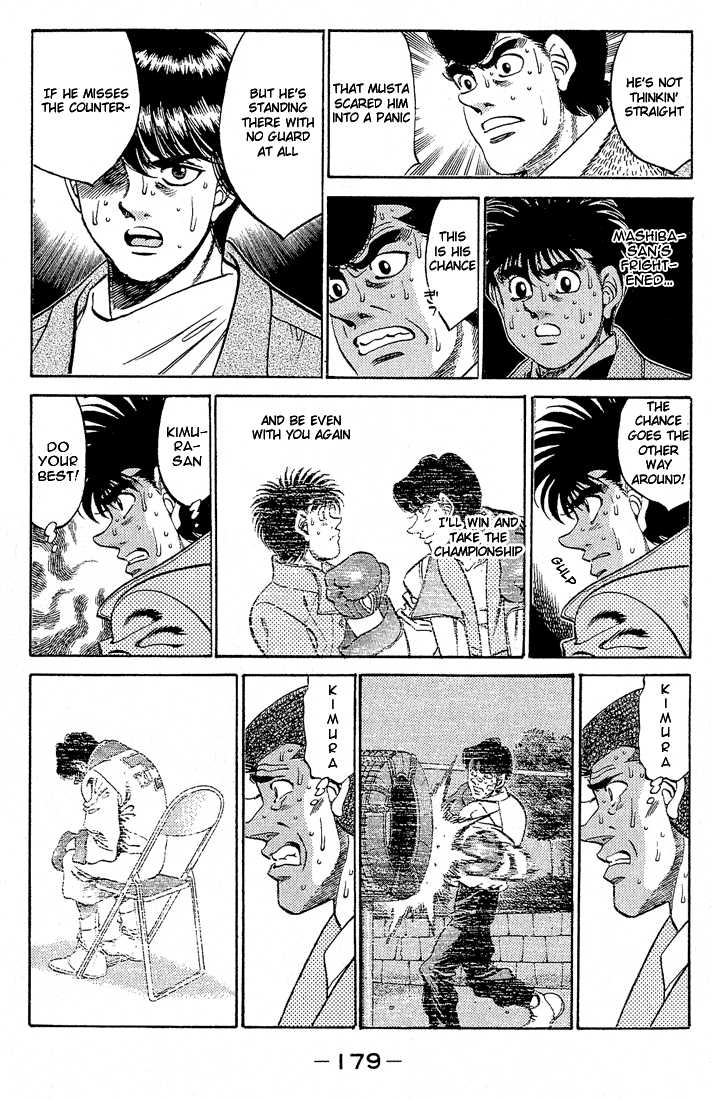 HE'S NOT
THINKIN'
STRAIGHT
THAT MUSTA
SCARED HIM
INTO A PANIC
BUT HE'S
STANDING
THERE WITH
NO GUARD
AT ALL
IF HE MISSES
THE COUNTER-
MASHIBA-
SAN'S
FRIGHT-
ENED...
THIS
IS HIS
CHANCE
ギッ
THE
CHANCE
GOES THE
OTHER
WAY
AROUND!
GULP
I'LL WIN AND
TAKE THE
CHAMPIONSHIP
AND BE EVEN
WITH YOU AGAIN
KIMU-
RA-
SAN
DO
YOUR
BEST!
KIMURA
KIMURA
-179-